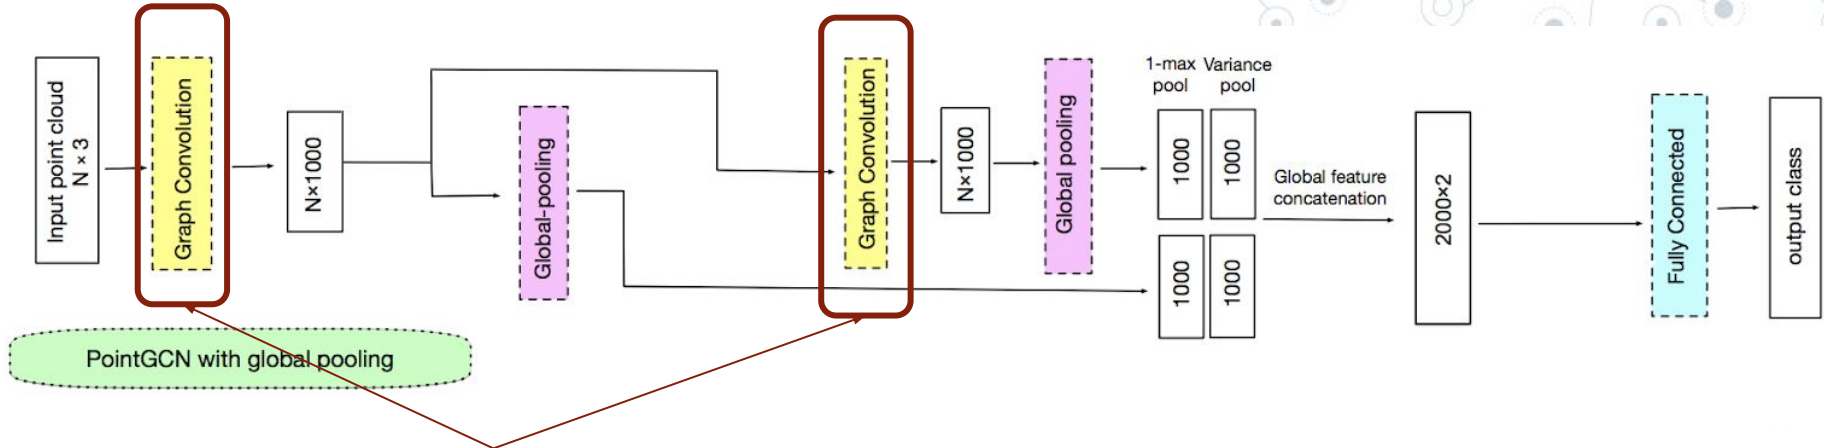 Input point cloud
N × 3
Graph Convolution
N×1000
Global-pooling
Graph Convolution
N×1000
Global pooling
1-max
pool
Variance
pool
1000
1000
1000
1000
Global feature
concatenation
2000×2
Fully Connected
output class
PointGCN with global pooling